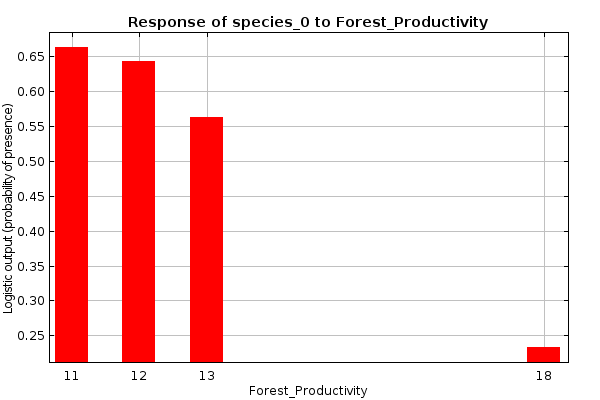 Response of species_0 to Forest_Productivity
Logistic output (probability of presence)
0.65
0.60
0.55
0.50
0.45
0.40
0.35
0.30
0.25
11 12 13 18
Forest_Productivity